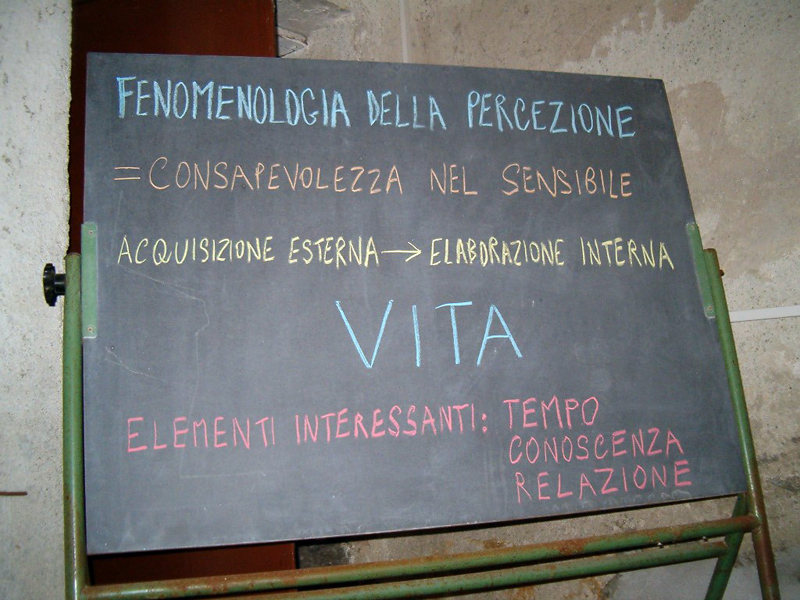 FENOMENOLOGIA DELLA PERCEZIONE
= CONSAPEVOLEZZA NEL SENSIBILE
ACQUISIZIONE ESTERNA → ELABORAZIONE INTERNA
VITA
ELEMENTI INTERESSANTI: TEMPO
CONOSCENZA
RELAZIONE